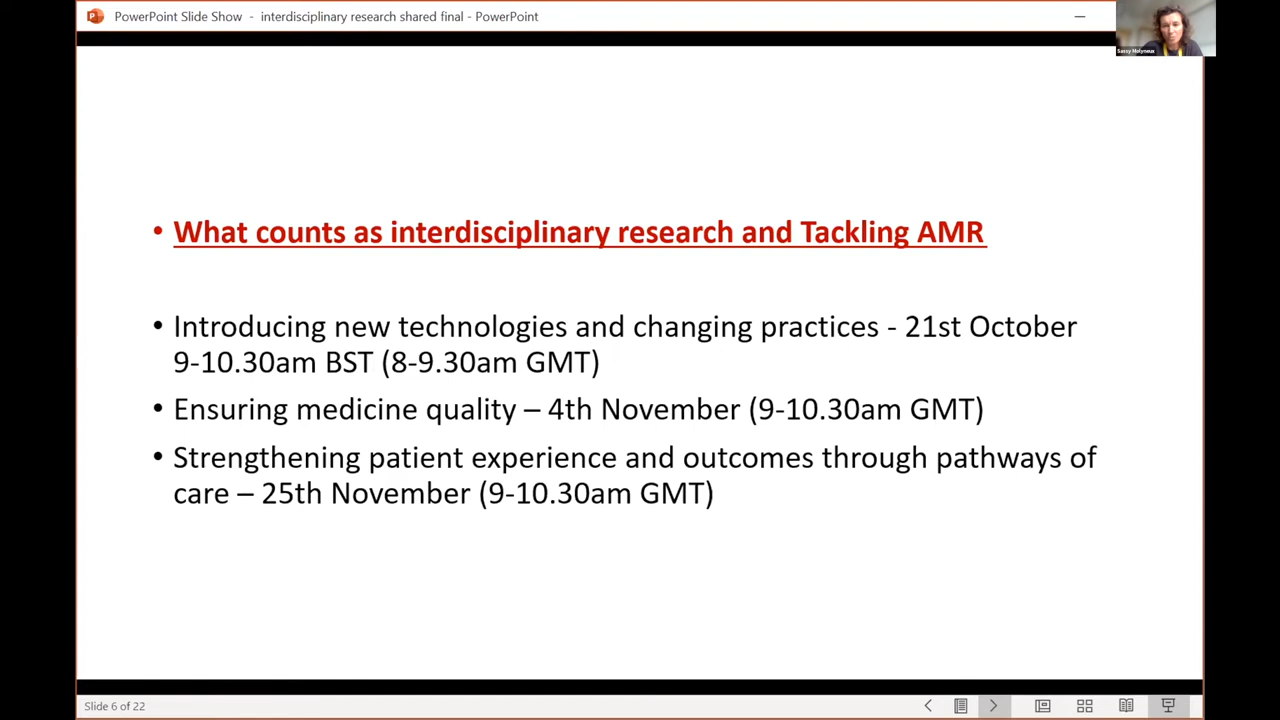 PowerPoint Slide Show - interdisciplinary research shared final - PowerPoint
Sassy Molyneux
• What counts as interdisciplinary research and Tackling AMR
• Introducing new technologies and changing practices - 21st October
9-10.30am BST (8-9.30am GMT)
• Ensuring medicine quality – 4th November (9-10.30am GMT)
• Strengthening patient experience and outcomes through pathways of
care – 25th November (9-10.30am GMT)
Slide 6 of 22